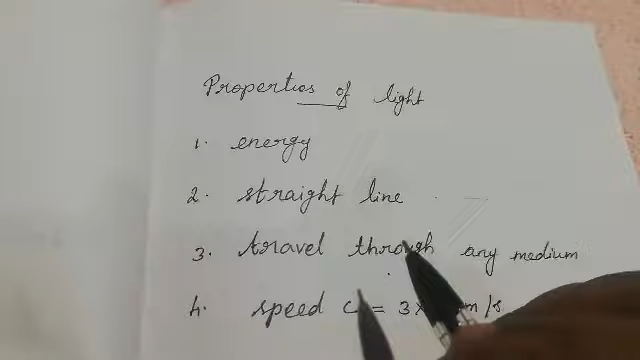 Properties of light
1. energy
2. straight line
3. travel through any medium
4. speed c = 3× m/s